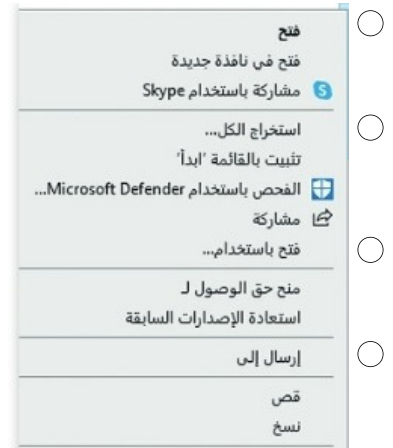 فتح
فتح في نافذة جديدة
مشاركة باستخدام Skype
استخراج الكل...
تثبيت بالقائمة 'ابدأ'
الفحص باستخدام Microsoft Defender...
مشاركة
فتح باستخدام...
منح حق الوصول لـ
استعادة الإصدارات السابقة
إرسال إلى
قص
نسخ